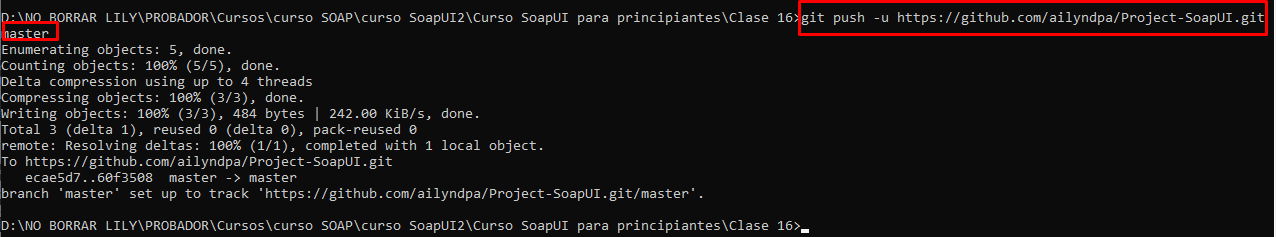 D:\NO BORRAR LILY\PROBADOR\Cursos\curso SOAP\curso SoapUI2\Curso SoapUI para principiantes\Clase 16>git push -u https://github.com/ailyndpa/Project-SoapUI.git
master
Enumerating objects: 5, done.
Counting objects: 100% (5/5), done.
Delta compression using up to 4 threads
Compressing objects: 100% (3/3), done.
Writing objects: 100% (3/3), 484 bytes | 242.00 KiB/s, done.
Total 3 (delta 1), reused 0 (delta 0), pack-reused 0
remote: Resolving deltas: 100% (1/1), completed with 1 local object.
To https://github.com/ailyndpa/Project-SoapUI.git
   ecae5d7..60f3508  master -> master
branch 'master' set up to track 'https://github.com/ailyndpa/Project-SoapUI.git/master'.
D:\NO BORRAR LILY\PROBADOR\Cursos\curso SOAP\curso SoapUI2\Curso SoapUI para principiantes\Clase 16>